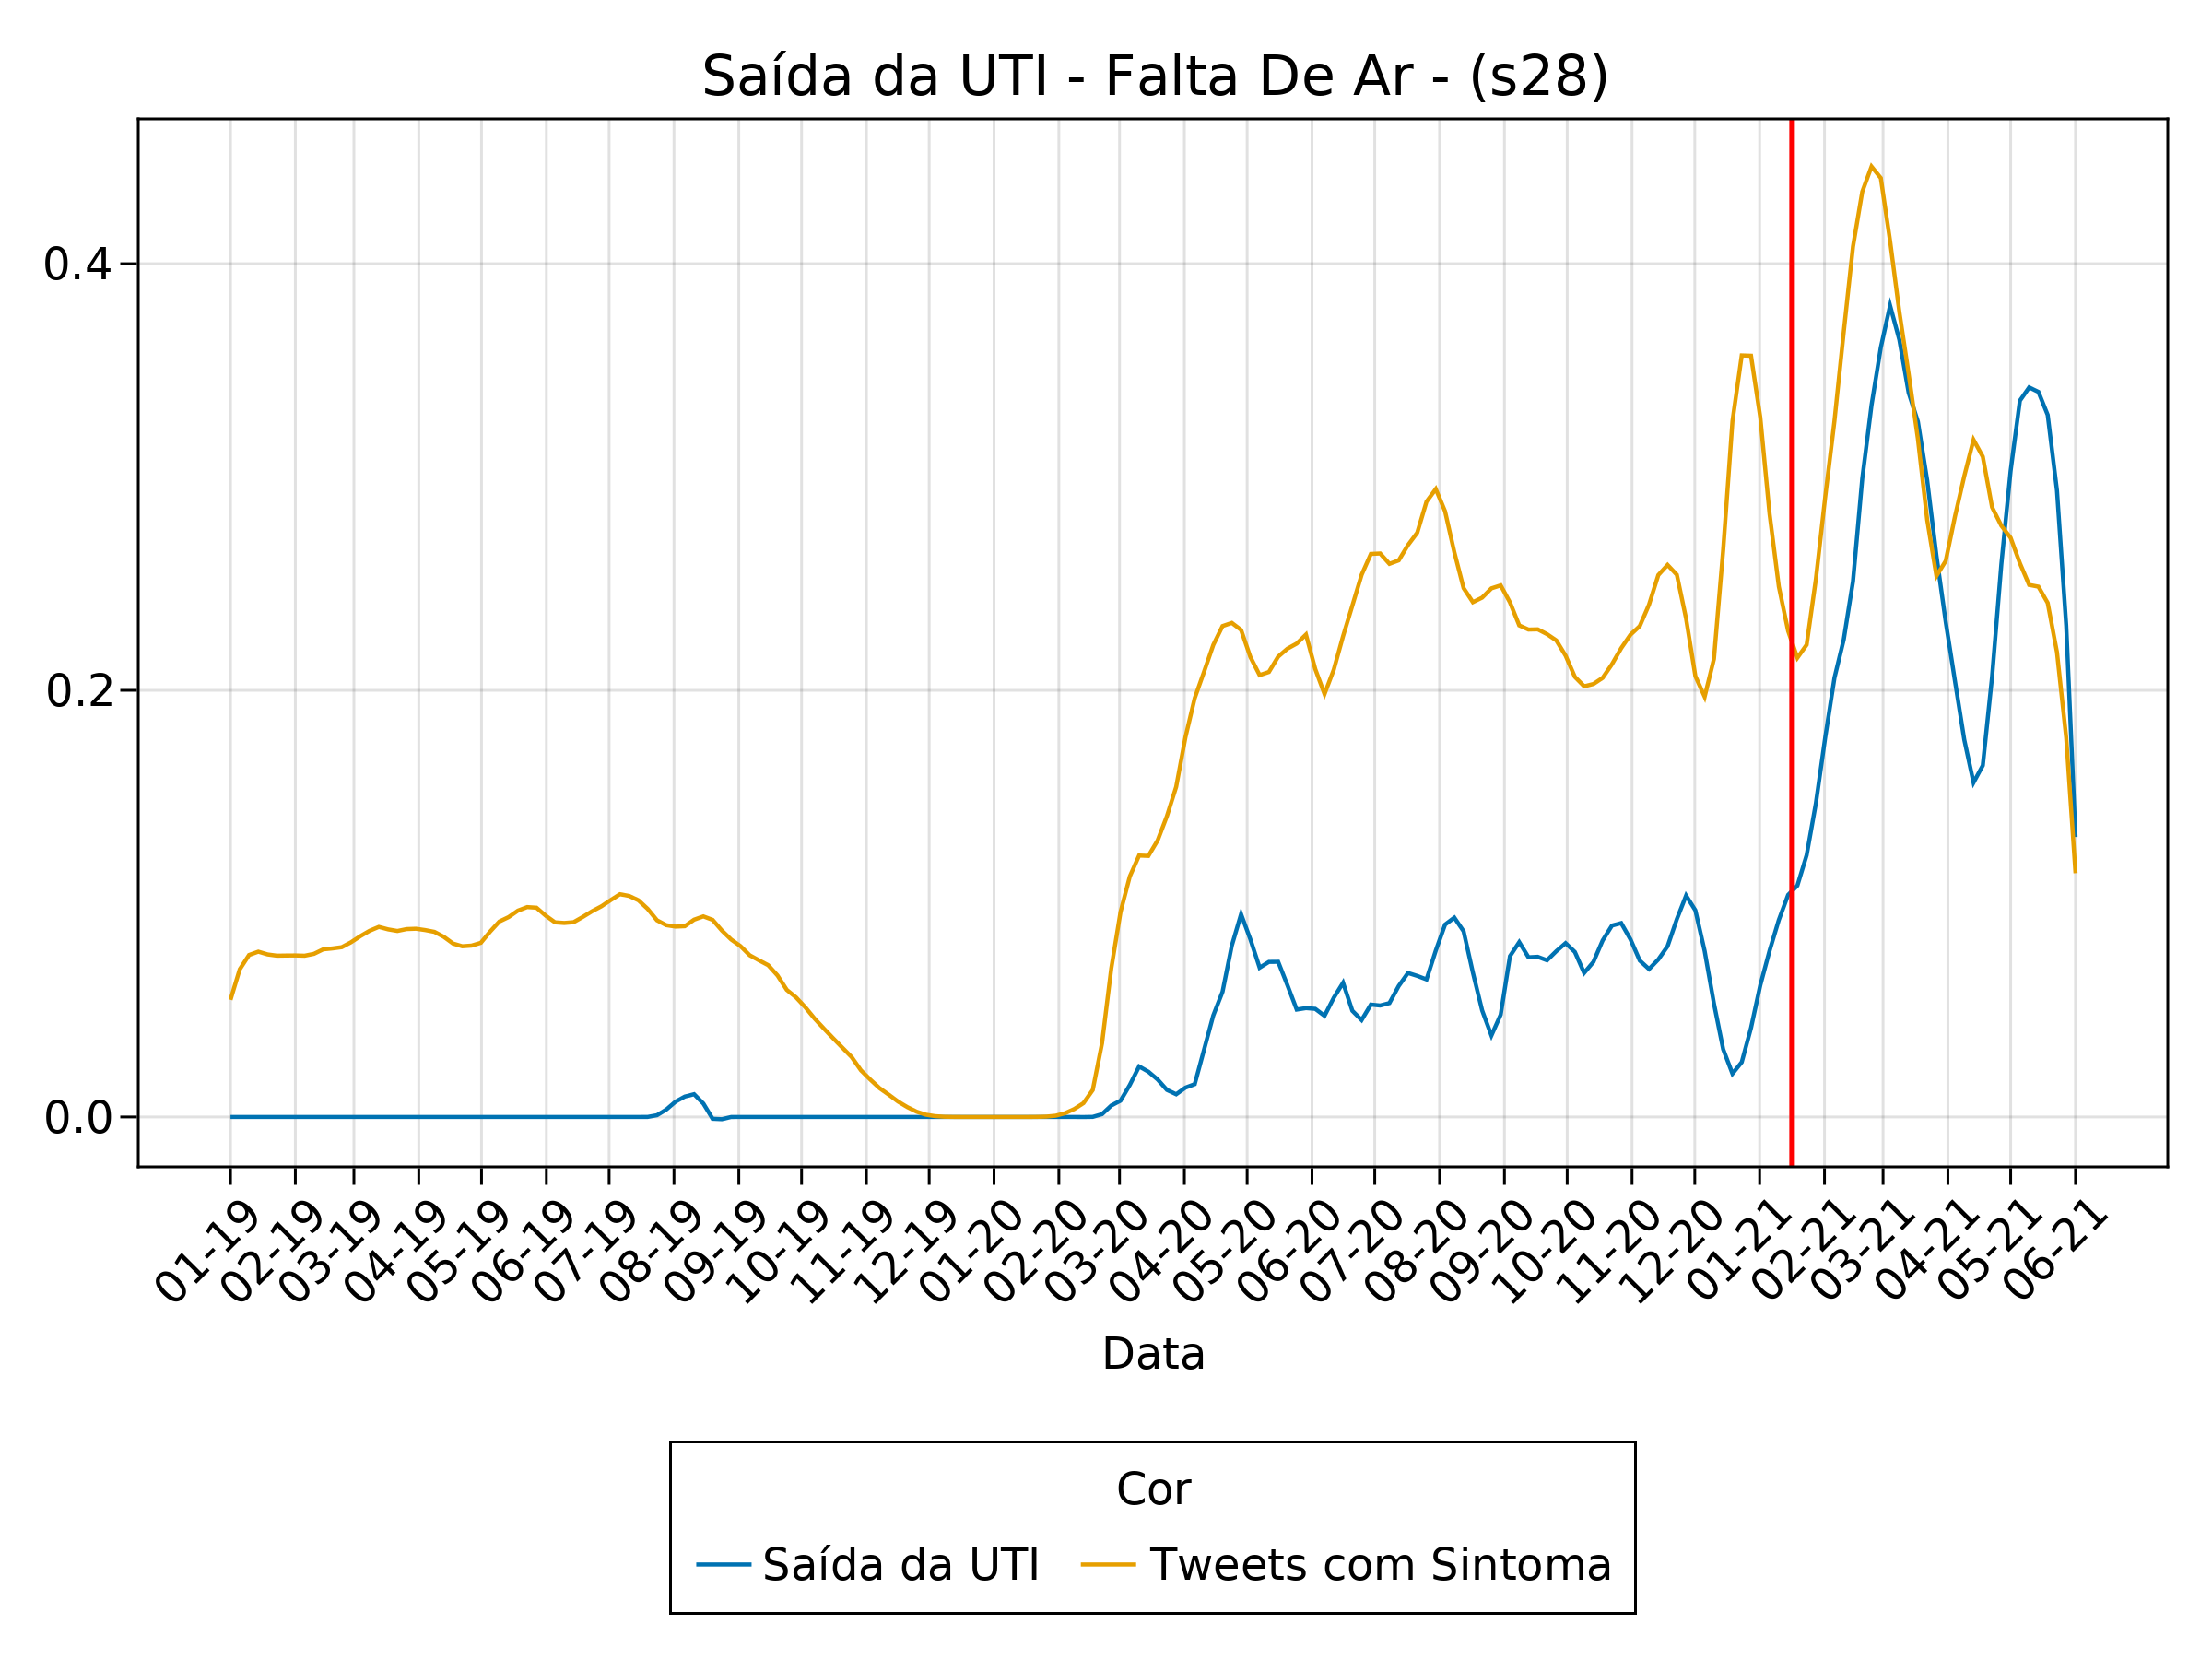 Saída da UTI - Falta De Ar - (s28)
0.4
0.2
0.0
01-19 02-19 03-19 04-19 05-19 06-19 07-19 08-19 09-19 10-19 11-19 12-19 01-20 02-20 03-20 04-20 05-20 06-20 07-20 08-20 09-20 10-20 11-20 12-20 01-21 02-21 03-21 04-21 05-21 06-21
Data
Cor
Saída da UTI Tweets com Sintoma